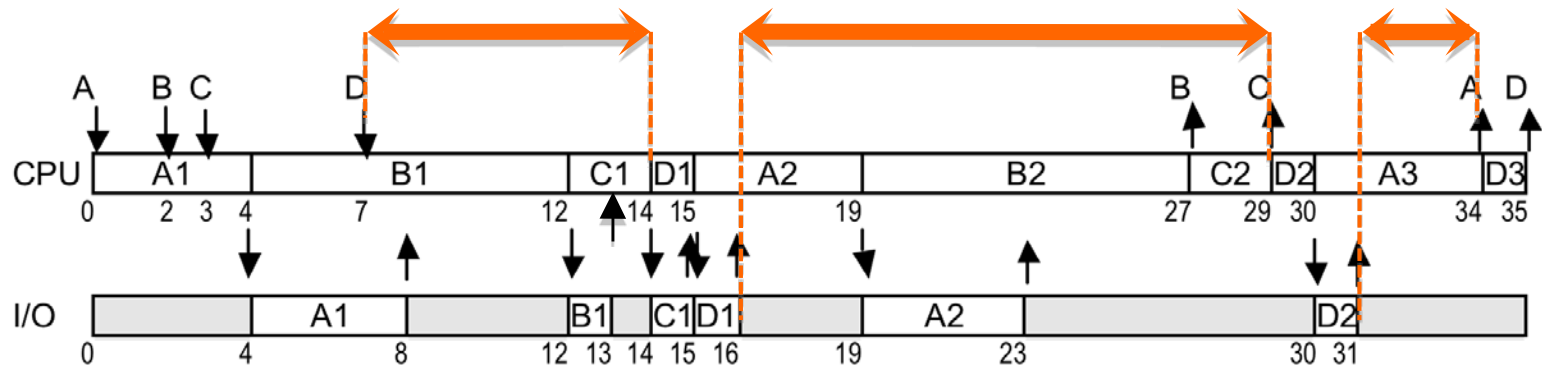 A B C D B C A D
CPU A1 B1 C1 D1 A2 B2 C2 D2 A3 D3
0 2 3 4 7 12 14 15 19 27 29 30 34 35
I/O A1 B1 C1 D1 A2 D2
0 4 8 12 13 14 15 16 19 23 30 31